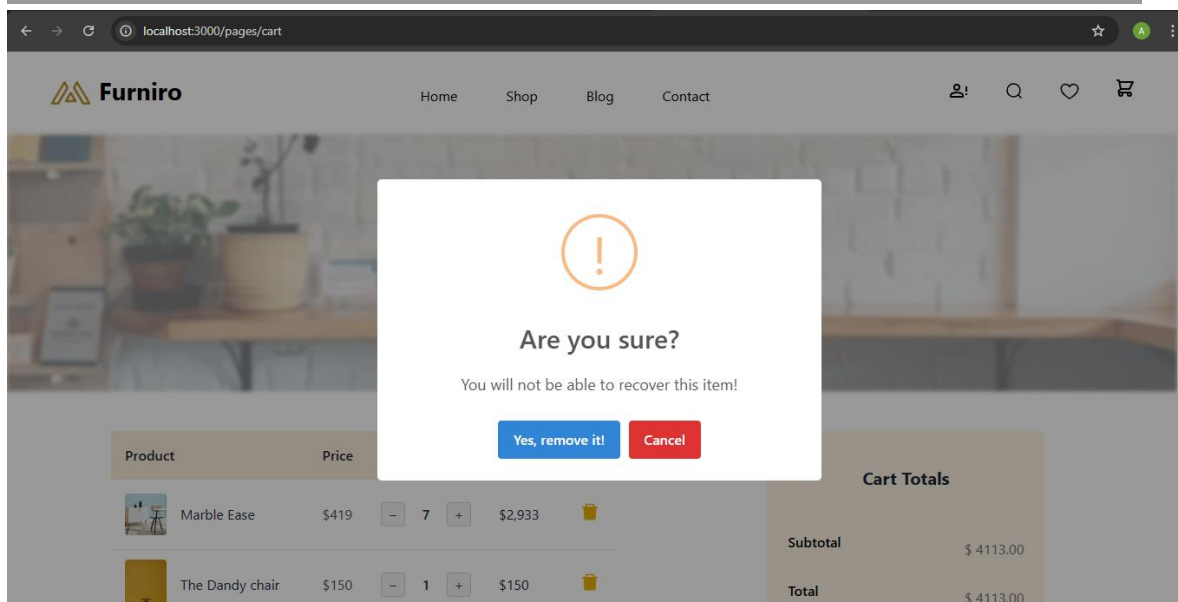 localhost:3000/pages/cart
A
Furniro
Home Shop Blog Contact
!
Are you sure?
You will not be able to recover this item!
Yes, remove it! Cancel
Product Price
Cart Totals
Marble Ease $419 − 7 + $2,933
Subtotal $ 4113.00
The Dandy chair $150 − 1 + $150
Total $ 4113.00